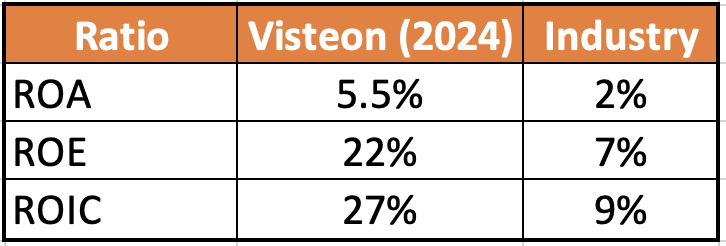 Ratio Visteon (2024) Industry
ROA 5.5% 2%
ROE 22% 7%
ROIC 27% 9%